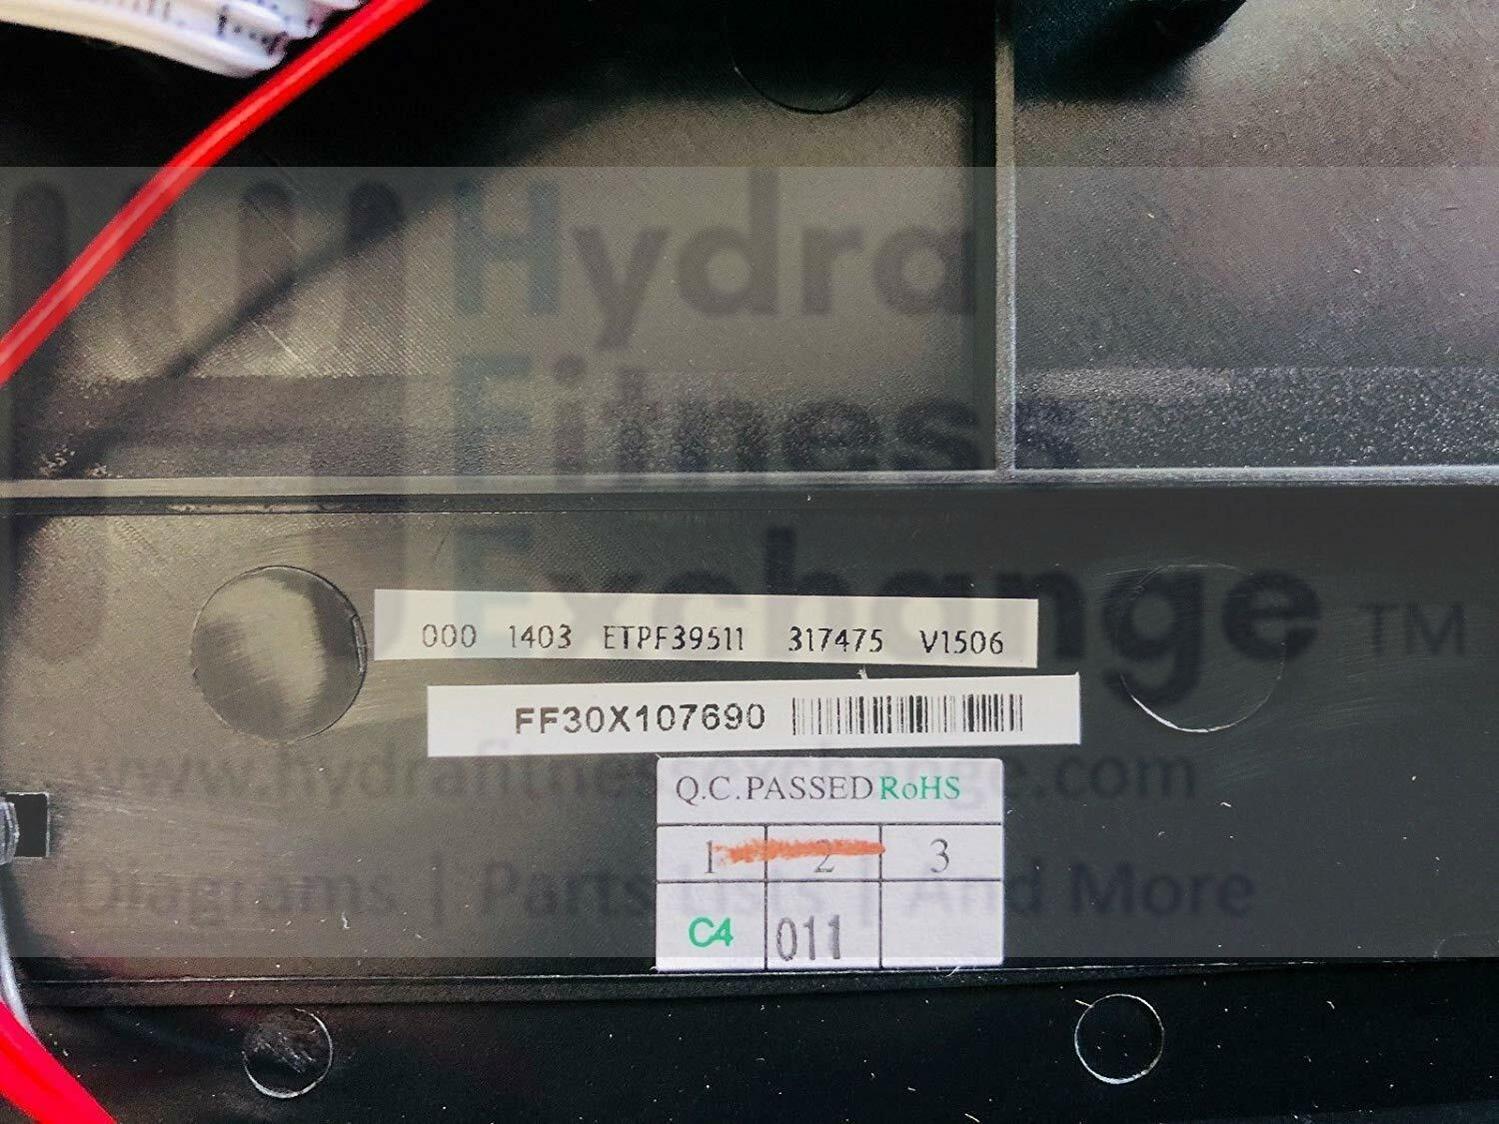 Hydra
Fitness
Exchange TM
000 1403 ETPF39511 317475 V1506
FF30X107690
www.hydrafitnessexchange.com
Q.C.PASSED RoHS
1 2 3
Diagrams | Parts Lists | And More
C4 011